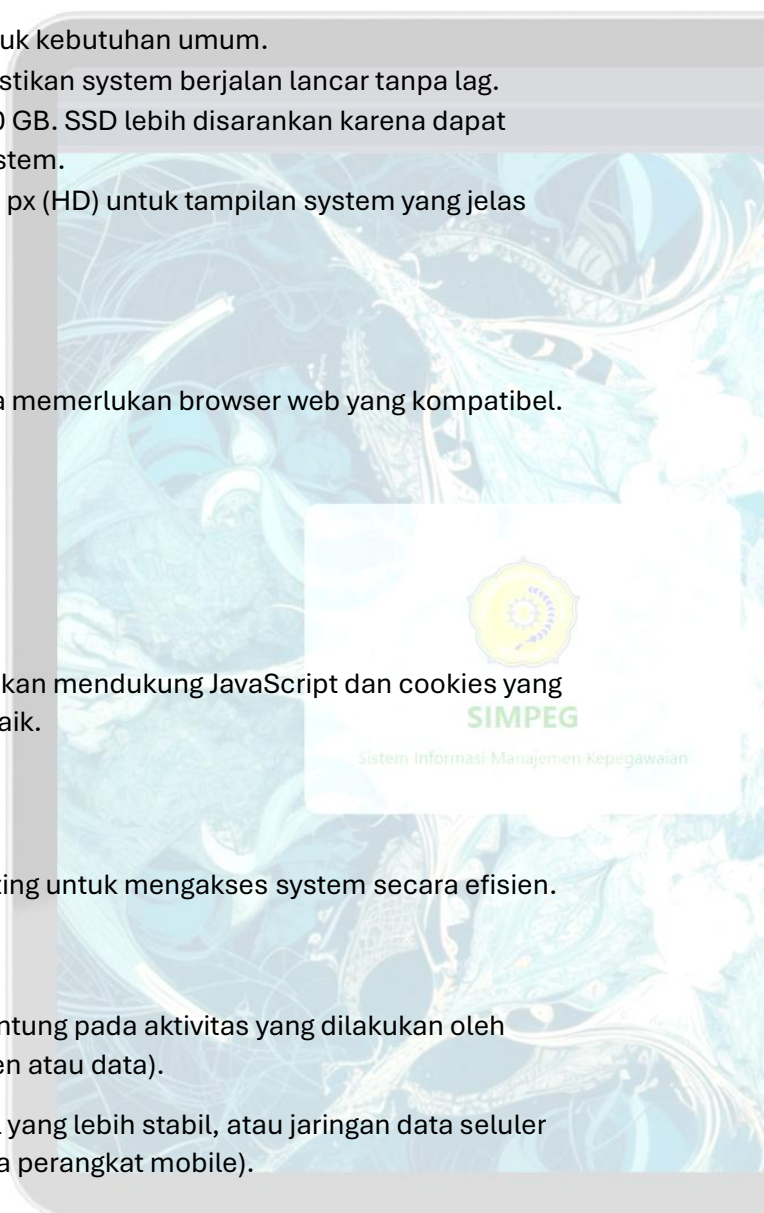 uk kebutuhan umum.
stikan system berjalan lancar tanpa lag.
0 GB. SSD lebih disarankan karena dapat
stem.
px (HD) untuk tampilan system yang jelas
a memerlukan browser web yang kompatibel.
kan mendukung JavaScript dan cookies yang
aik.
SIMPEG
Sistem Informasi Manajemen Kepegawaian
ting untuk mengakses system secara efisien.
ntung pada aktivitas yang dilakukan oleh
en atau data).
yang lebih stabil, atau jaringan data seluler
a perangkat mobile).